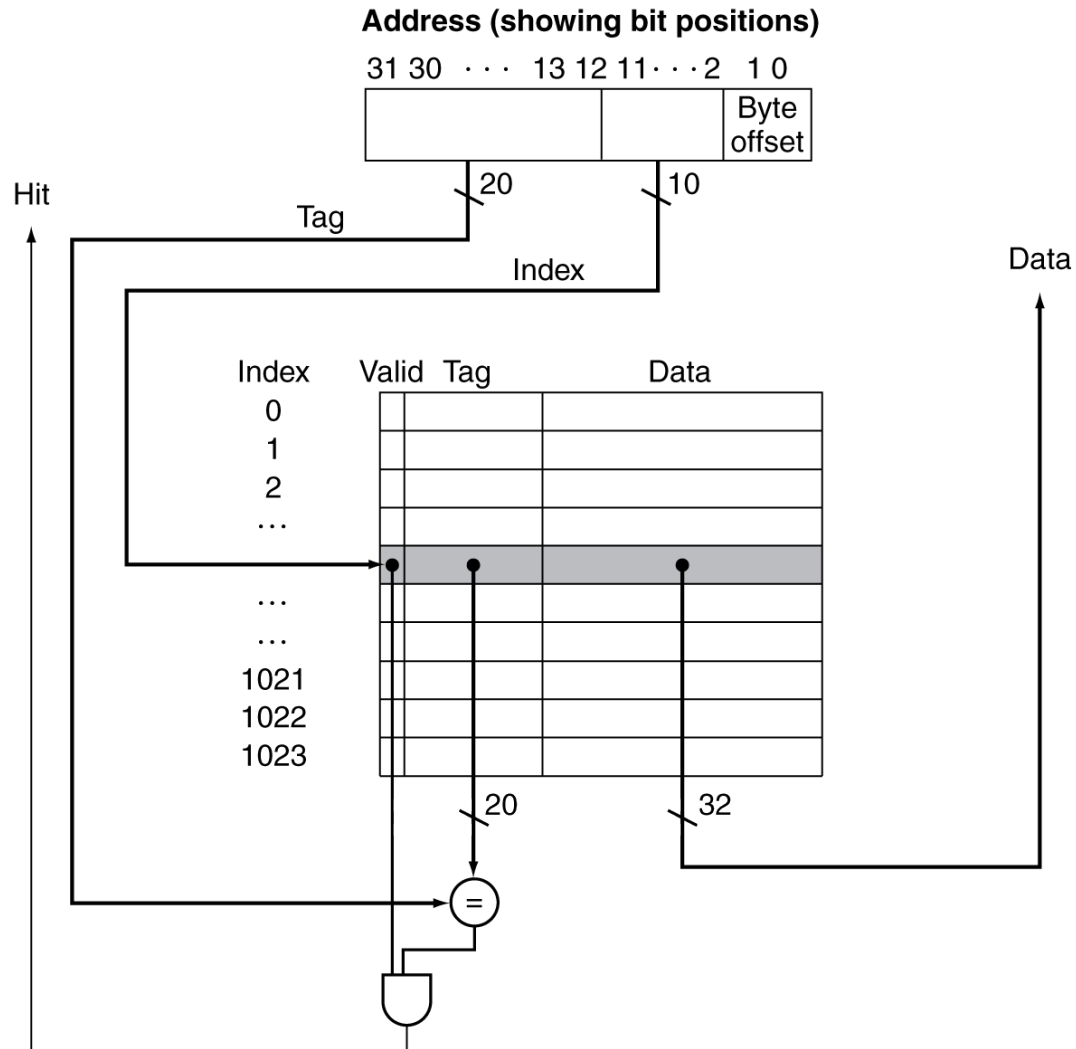 Address (showing bit positions)
31 30 · · · 13 12 11 · · · 2 1 0
Byte
offset
20 10
Hit
Tag
Index
Data
Index Valid Tag Data
0
1
2
...
...
...
1021
1022
1023
20 32
=